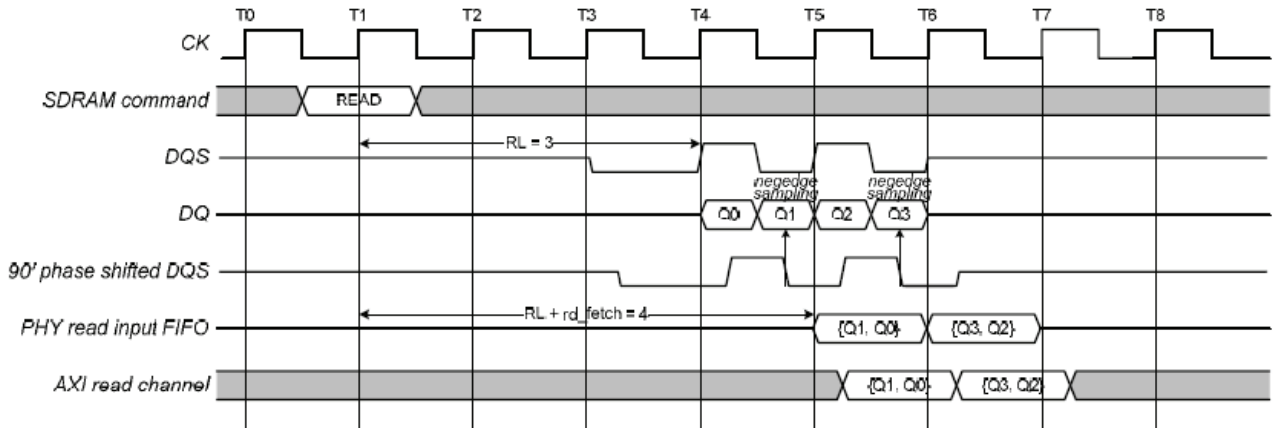 T0 T1 T2 T3 T4 T5 T6 T7 T8
CK
SDRAM command READ
RL = 3
DQS
negedge sampling negedge sampling
DQ Q0 Q1 Q2 Q3
90' phase shifted DQS
RL + rd_fetch = 4
PHY read input FIFO {Q1, Q0} {Q3, Q2}
AXI read channel {Q1, Q0} {Q3, Q2}